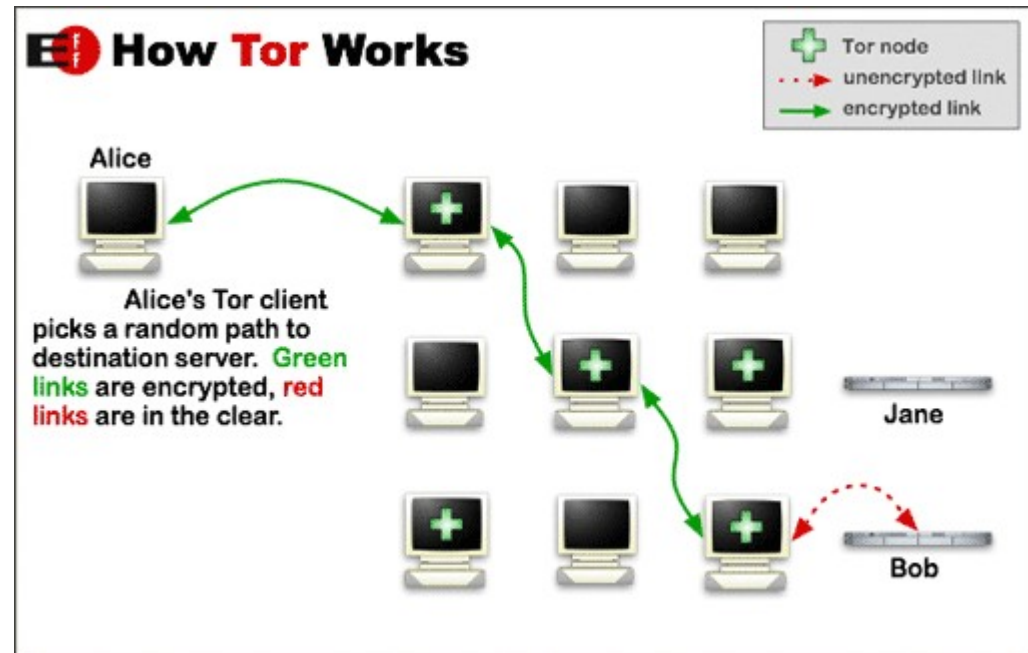 EFF How Tor Works
Tor node
unencrypted link
encrypted link
Alice
Alice's Tor client
picks a random path to
destination server. Green
links are encrypted, red
links are in the clear.
Jane
Bob